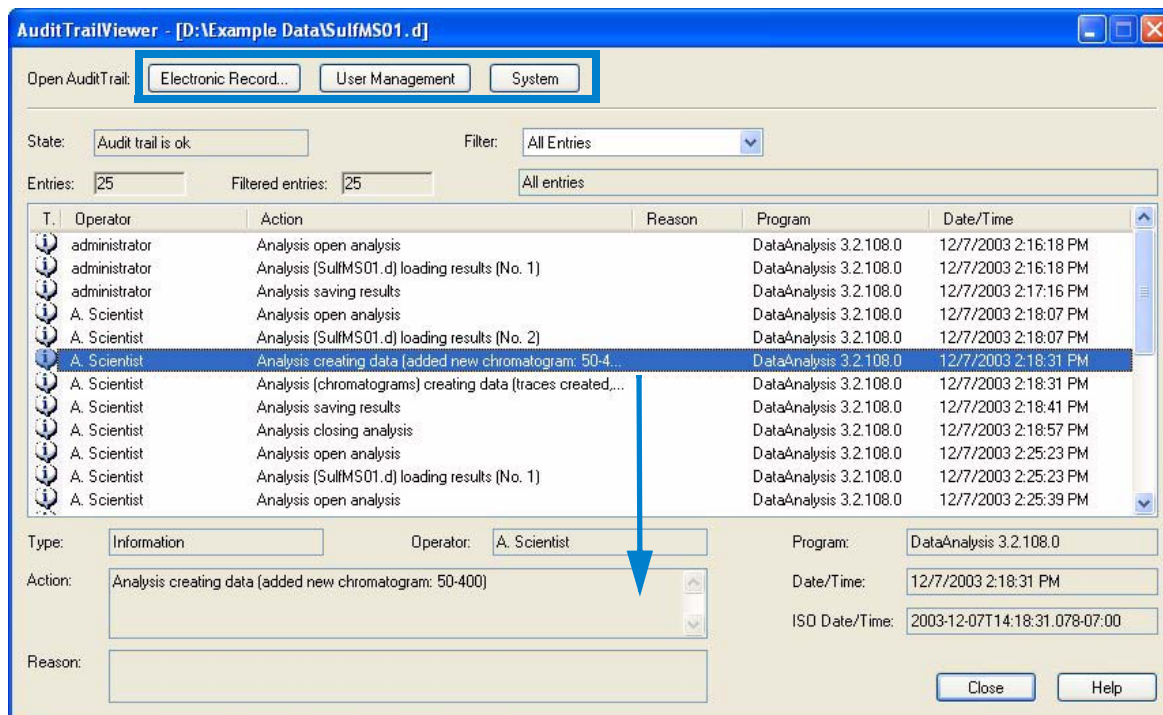 AuditTrailViewer - [D:\Example Data\SulfMS01.d]
Open AuditTrail: Electronic Record... User Management System
State: Audit trail is ok Filter: All Entries
Entries: 25 Filtered entries: 25 All entries
T. Operator Action Reason Program Date/Time
administrator Analysis open analysis DataAnalysis 3.2.108.0 12/7/2003 2:16:18 PM
administrator Analysis (SulfMS01.d) loading results (No. 1) DataAnalysis 3.2.108.0 12/7/2003 2:16:18 PM
administrator Analysis saving results DataAnalysis 3.2.108.0 12/7/2003 2:17:16 PM
A. Scientist Analysis open analysis DataAnalysis 3.2.108.0 12/7/2003 2:18:07 PM
A. Scientist Analysis (SulfMS01.d) loading results (No. 2) DataAnalysis 3.2.108.0 12/7/2003 2:18:07 PM
A. Scientist Analysis creating data (added new chromatogram: 50-4... DataAnalysis 3.2.108.0 12/7/2003 2:18:31 PM
A. Scientist Analysis (chromatograms) creating data (traces created,... DataAnalysis 3.2.108.0 12/7/2003 2:18:31 PM
A. Scientist Analysis saving results DataAnalysis 3.2.108.0 12/7/2003 2:18:41 PM
A. Scientist Analysis closing analysis DataAnalysis 3.2.108.0 12/7/2003 2:18:57 PM
A. Scientist Analysis open analysis DataAnalysis 3.2.108.0 12/7/2003 2:25:23 PM
A. Scientist Analysis (SulfMS01.d) loading results (No. 1) DataAnalysis 3.2.108.0 12/7/2003 2:25:23 PM
A. Scientist Analysis open analysis DataAnalysis 3.2.108.0 12/7/2003 2:25:39 PM
Type: Information Operator: A. Scientist Program: DataAnalysis 3.2.108.0
Action: Analysis creating data (added new chromatogram: 50-400) Date/Time: 12/7/2003 2:18:31 PM
ISO Date/Time: 2003-12-07T14:18:31.078-07:00
Reason:
Close Help